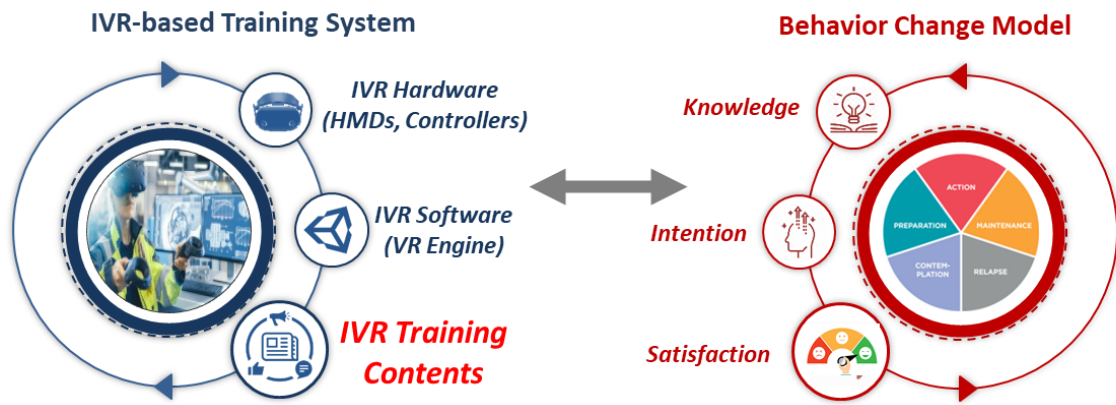 IVR-based Training System
IVR Hardware
(HMDs, Controllers)
IVR Software
(VR Engine)
IVR Training
Contents
Behavior Change Model
Knowledge
Intention
Satisfaction
ACTION
PREPARATION
MAINTENANCE
CONTEM-
PLATION
RELAPSE